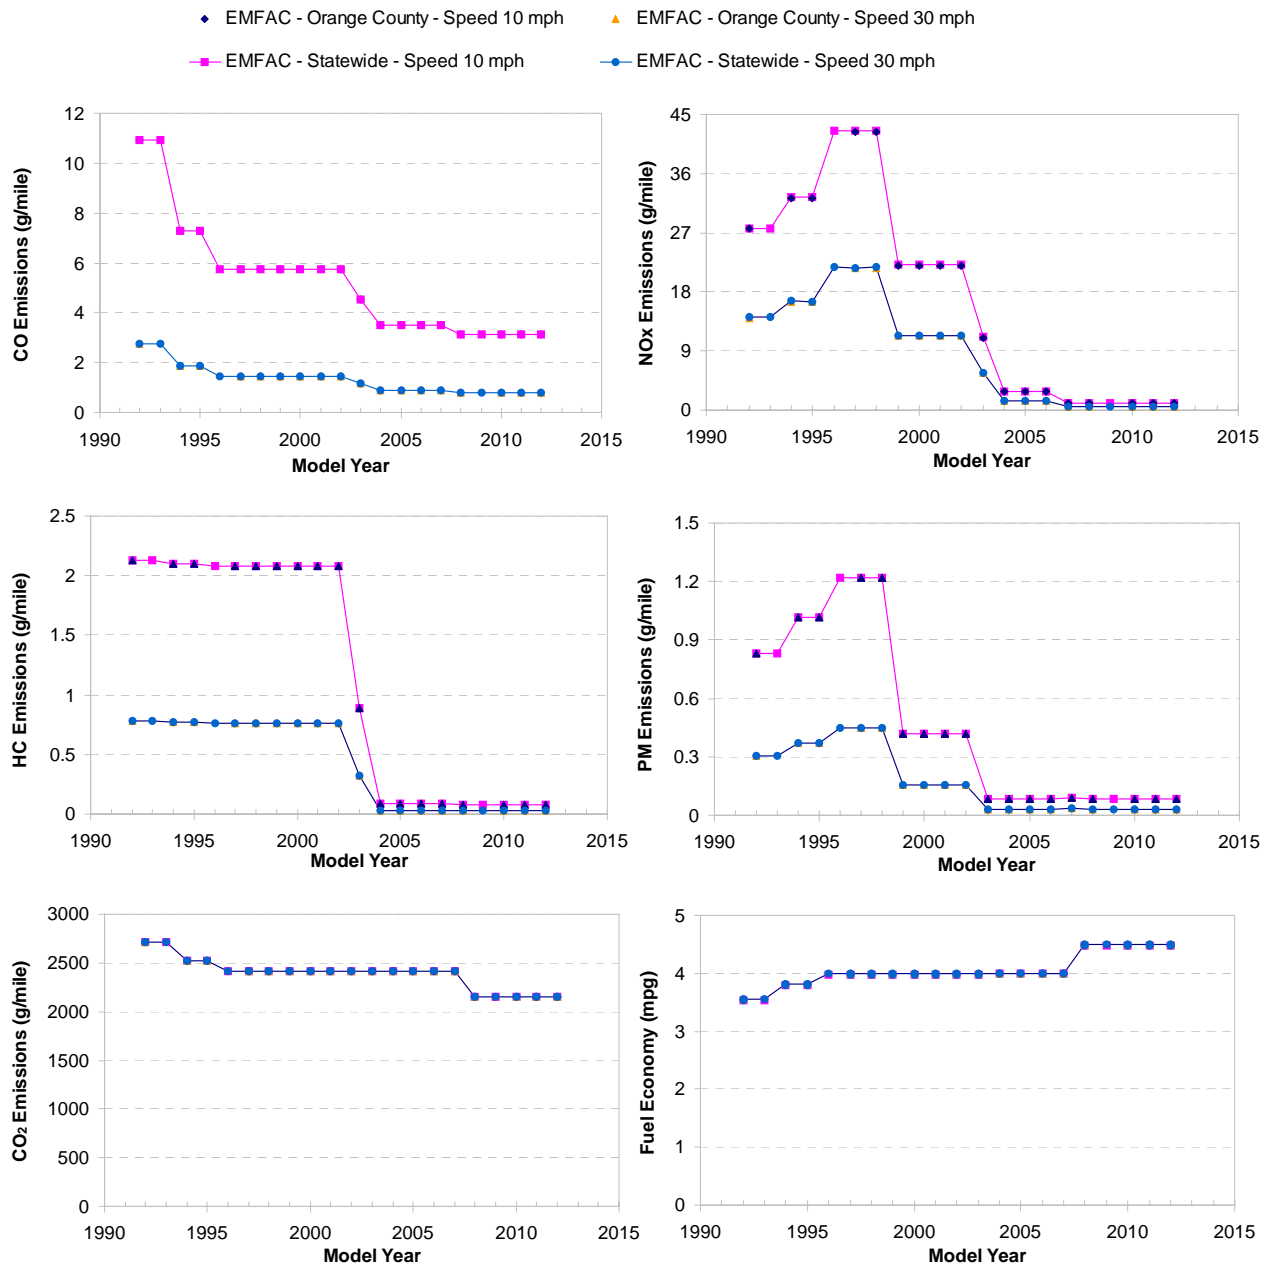 EMFAC - Orange County - Speed 10 mph
EMFAC - Orange County - Speed 30 mph
EMFAC - Statewide - Speed 10 mph
EMFAC - Statewide - Speed 30 mph
CO Emissions (g/mile)
12
10
8
6
4
2
0
1990 1995 2000 2005 2010 2015
Model Year
NOx Emissions (g/mile)
45
36
27
18
9
0
1990 1995 2000 2005 2010 2015
Model Year
HC Emissions (g/mile)
2.5
2
1.5
1
0.5
0
1990 1995 2000 2005 2010 2015
Model Year
PM Emissions (g/mile)
1.5
1.2
0.9
0.6
0.3
0
1990 1995 2000 2005 2010 2015
Model Year
CO2 Emissions (g/mile)
3000
2500
2000
1500
1000
500
0
1990 1995 2000 2005 2010 2015
Model Year
Fuel Economy (mpg)
5
4
3
2
1
0
1990 1995 2000 2005 2010 2015
Model Year